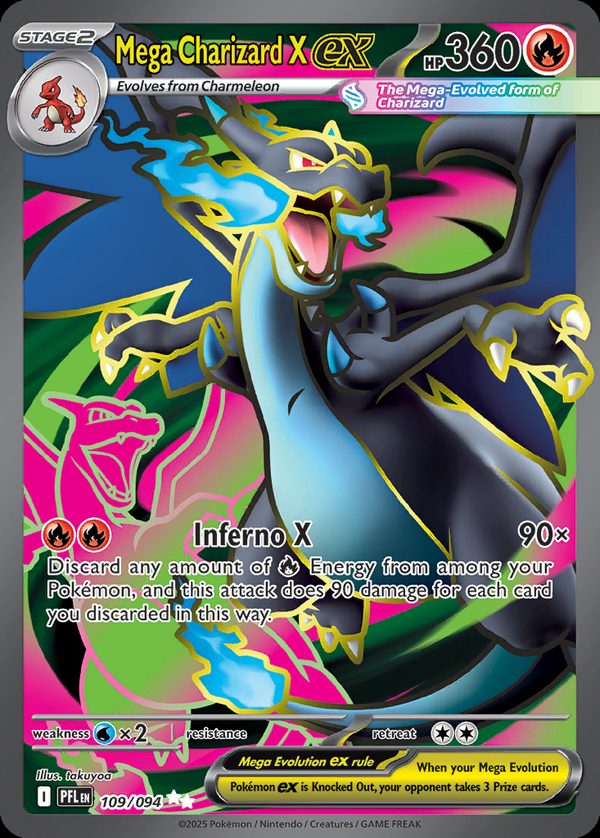 STAGE2
Mega Charizard X ex
HP360
Evolves from Charmeleon
The Mega-Evolved form of
Charizard
Inferno X 90×
Discard any amount of Energy from among your
Pokémon, and this attack does 90 damage for each card
you discarded in this way.
weakness ×2 resistance retreat
Illus. takuyoa
Mega Evolution ex rule
When your Mega Evolution
Pokémon ex is Knocked Out, your opponent takes 3 Prize cards.
I PFL EN 109/094
©2025 Pokémon / Nintendo / Creatures / GAME FREAK